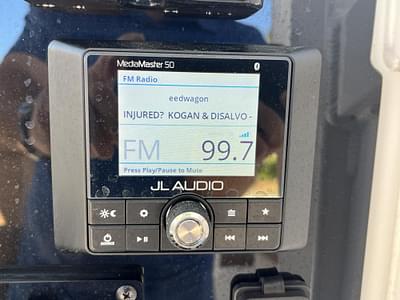 MediaMaster 50
FM Radio
eedwagon
INJURED? KOGAN & DISALVO -
FM 99.7
Press Play/Pause to Mute
JL AUDIO